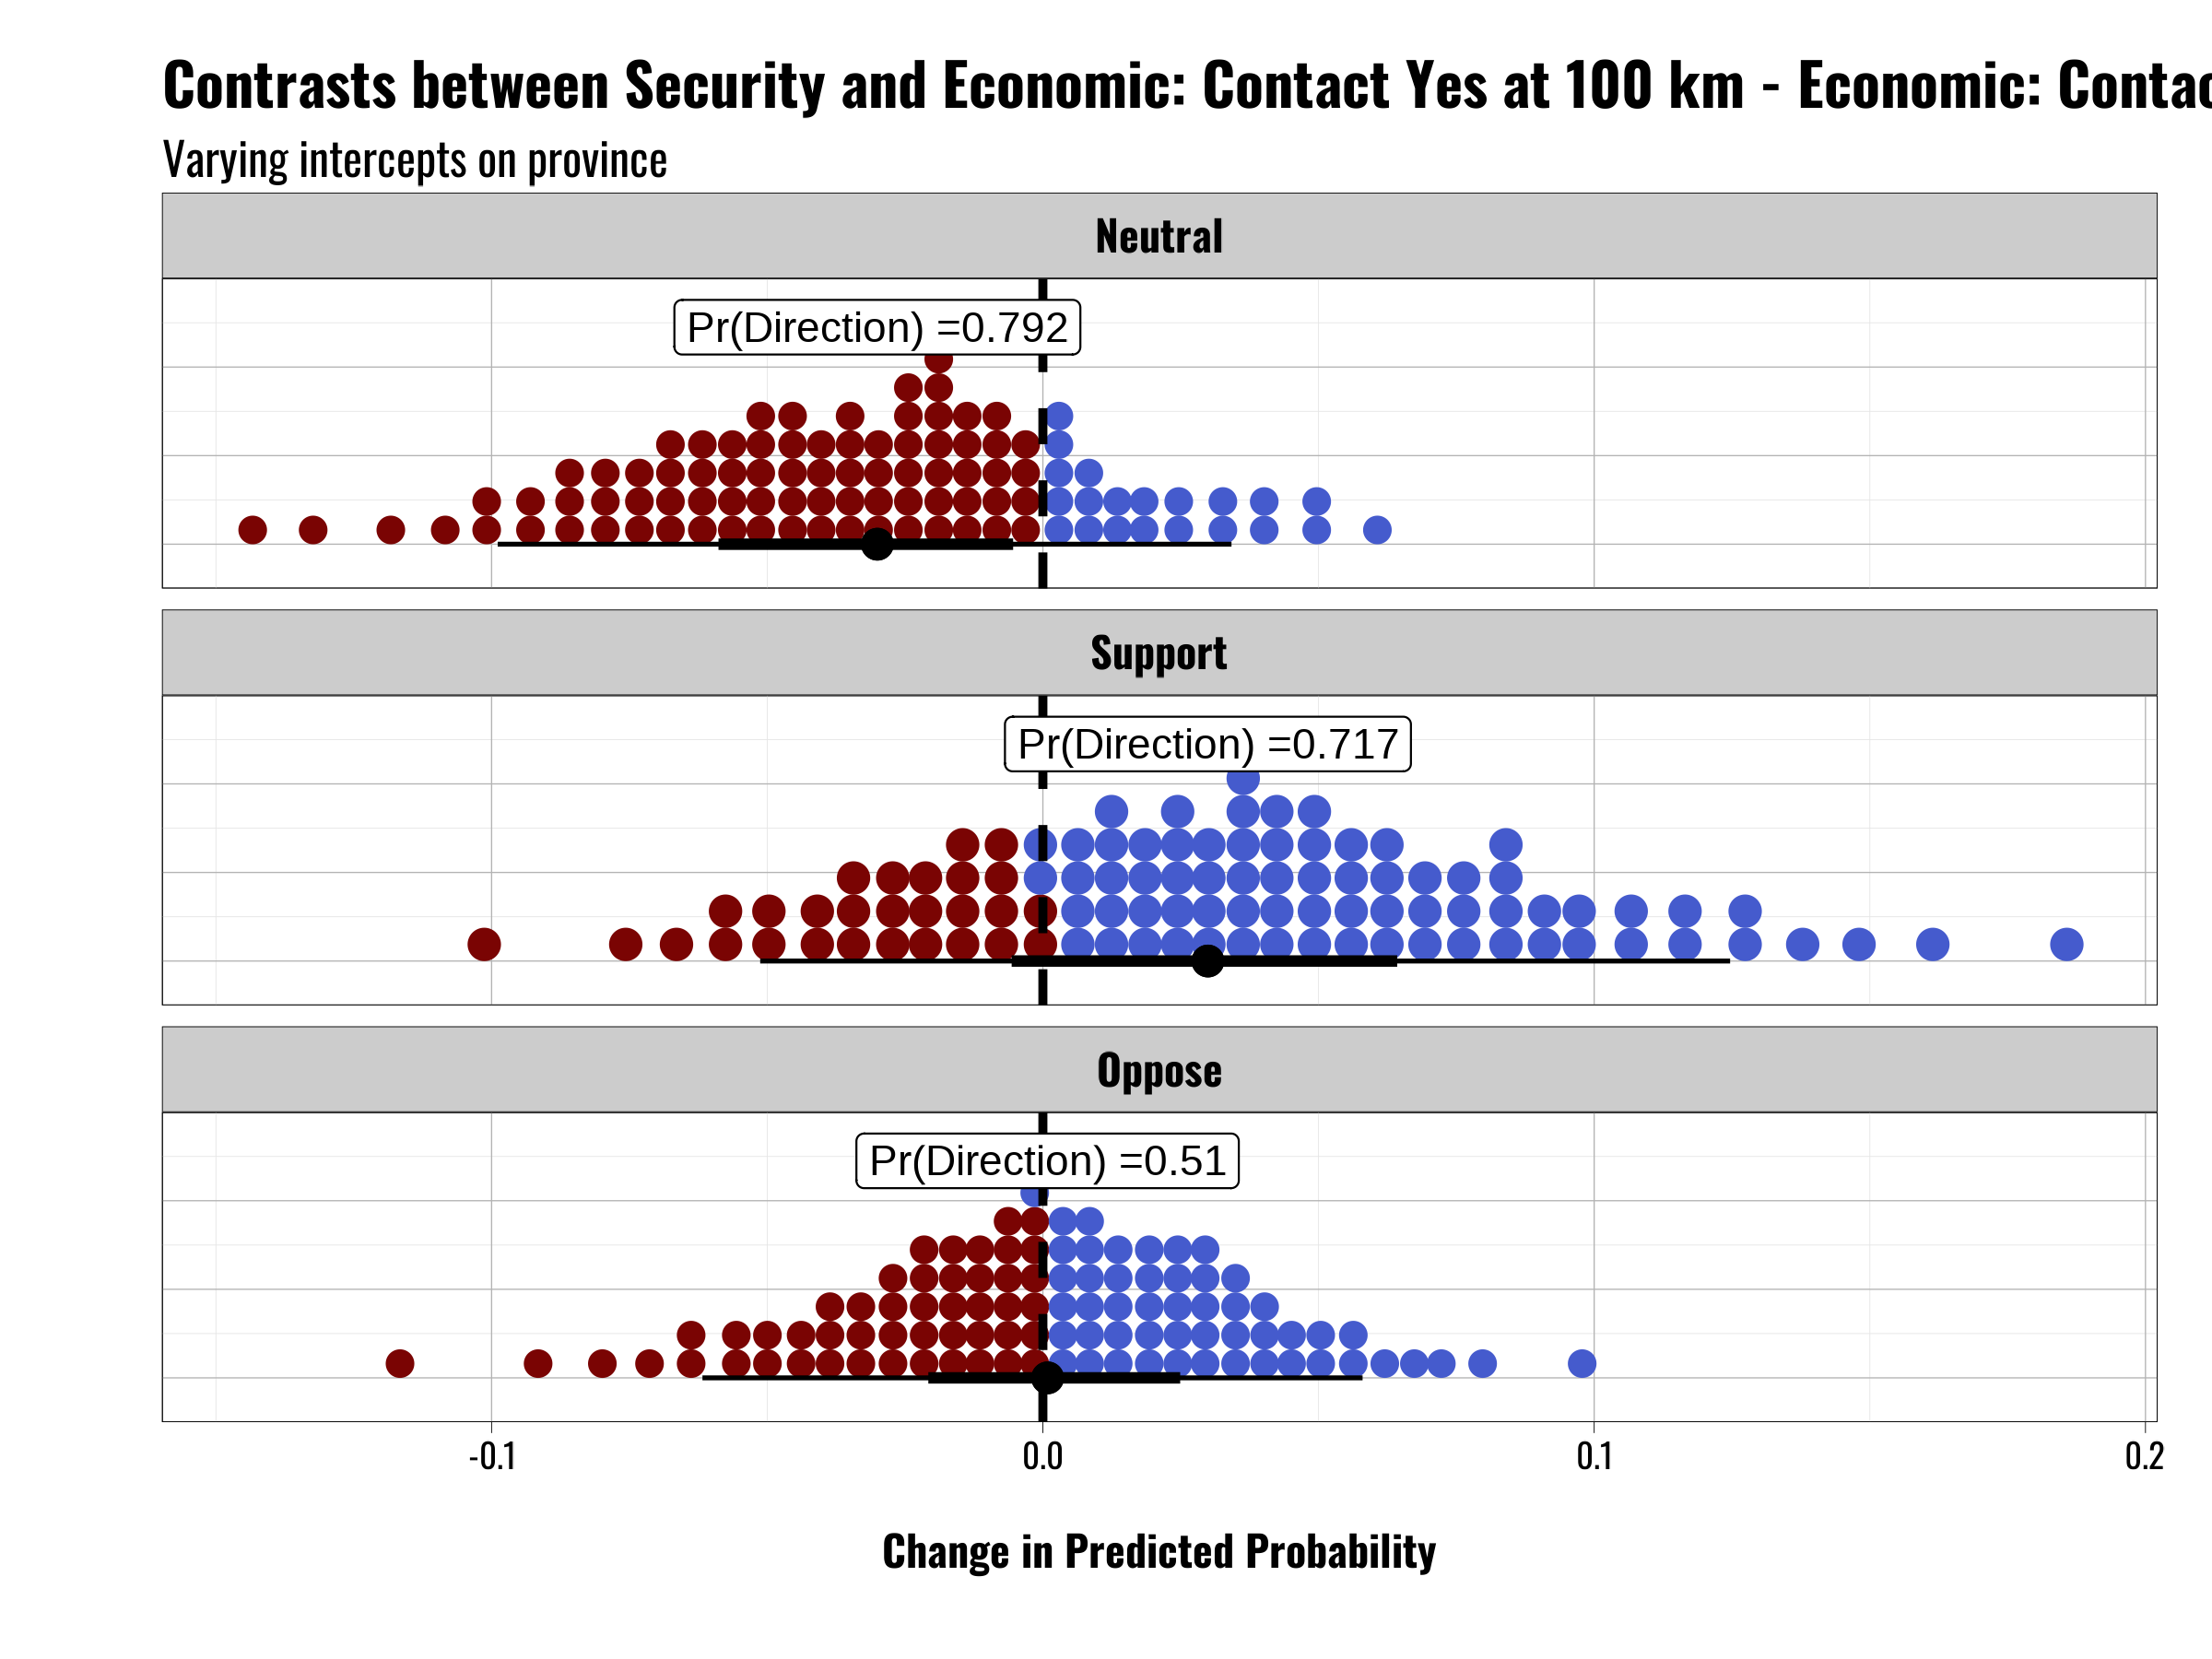 Contrasts between Security and Economic: Contact Yes at 100 km - Economic: Contac
Varying intercepts on province
Neutral
Pr(Direction) =0.792
Support
Pr(Direction) =0.717
Oppose
Pr(Direction) =0.51
-0.1 0.0 0.1 0.2
Change in Predicted Probability